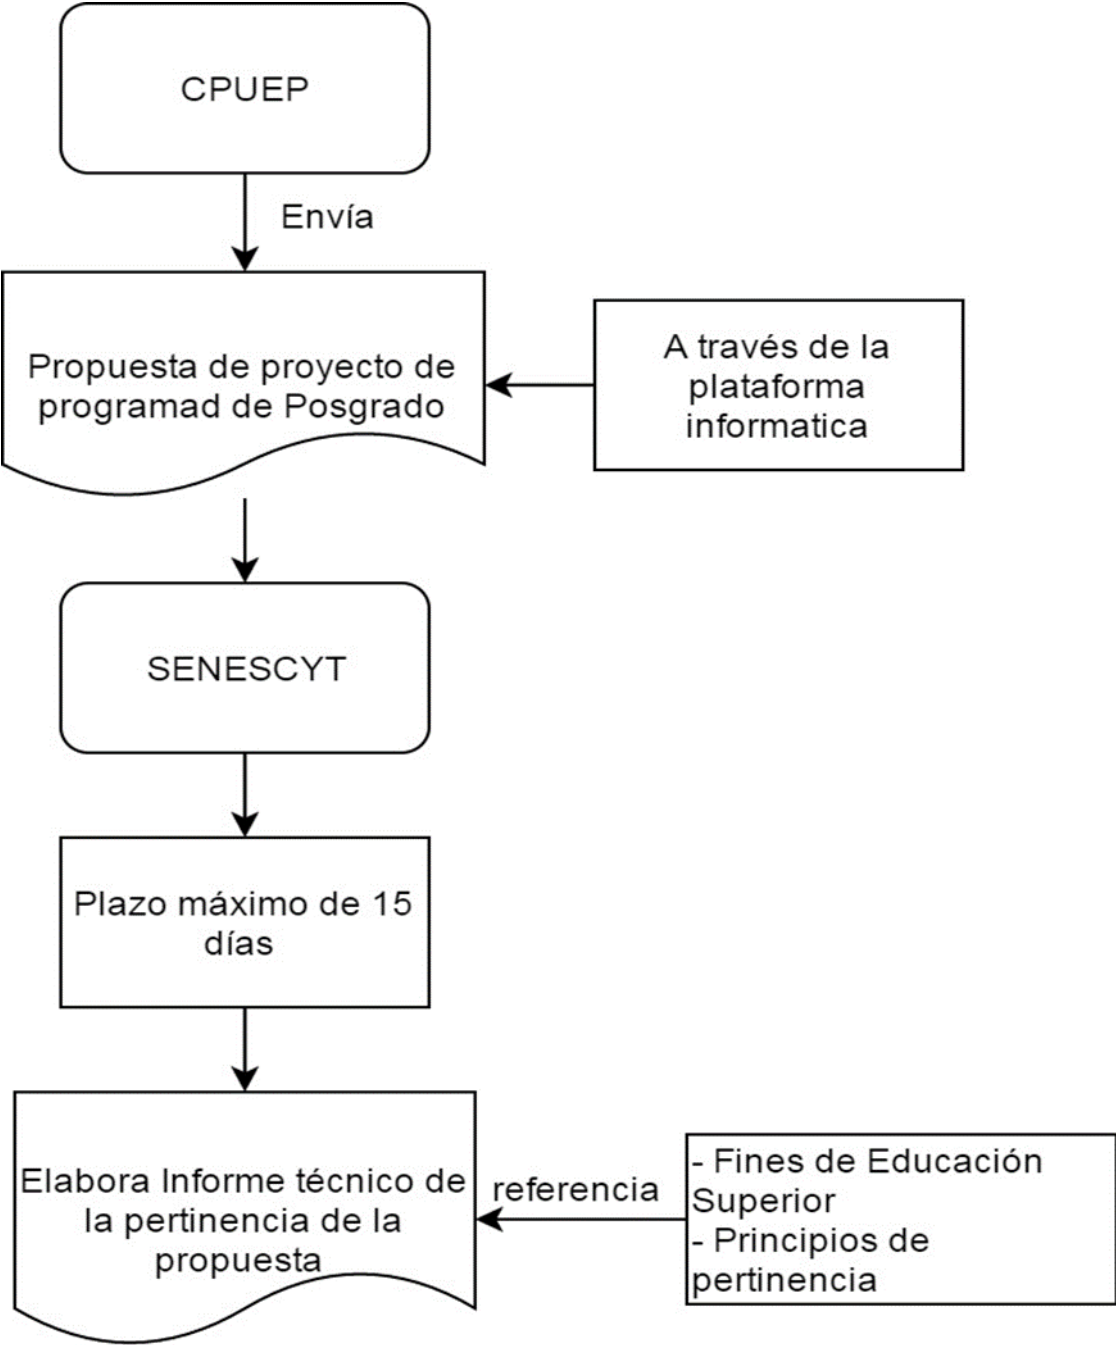 CPUEP
Envía
Propuesta de proyecto de
programad de Posgrado
A través de la
plataforma
informatica
SENESCYT
Plazo máximo de 15
días
Elabora Informe técnico de
la pertinencia de la
propuesta
referencia
- Fines de Educación
Superior
- Principios de
pertinencia